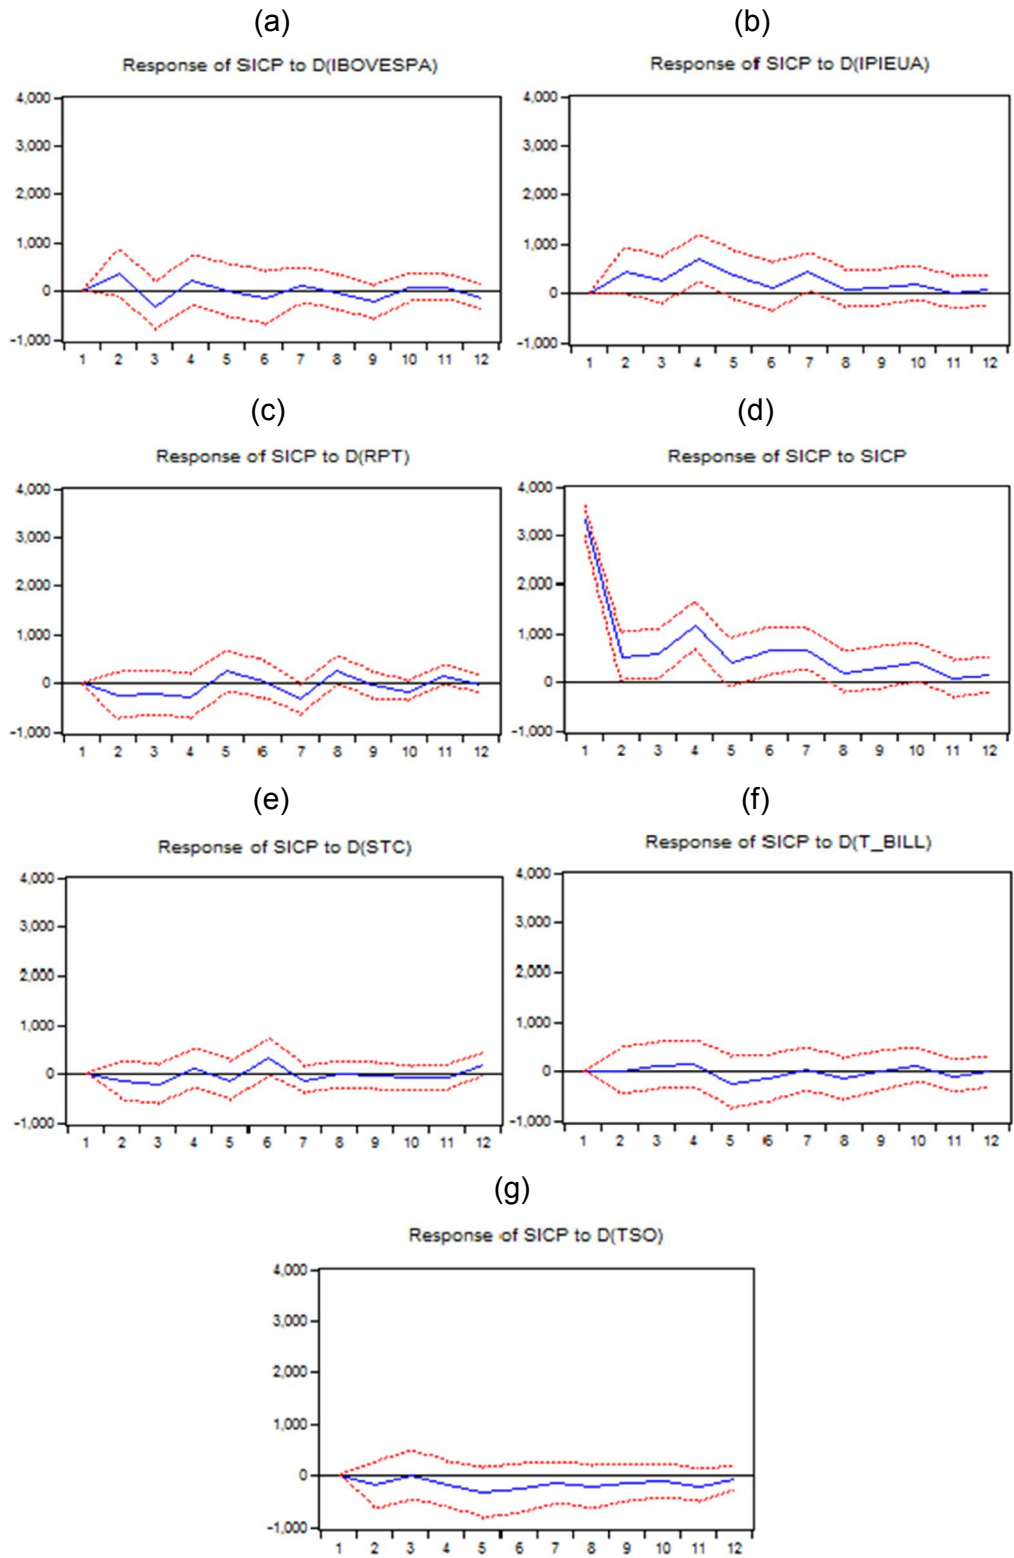 (a)
Response of SICP to D(IBOVESPA)
4,000
3,000
2,000
1,000
0
-1,000
1 2 3 4 5 6 7 8 9 10 11 12
(b)
Response of SICP to D(IPIEUA)
4,000
3,000
2,000
1,000
0
-1,000
1 2 3 4 5 6 7 8 9 10 11 12
(c)
Response of SICP to D(RPT)
4,000
3,000
2,000
1,000
0
-1,000
1 2 3 4 5 6 7 8 9 10 11 12
(d)
Response of SICP to SICP
4,000
3,000
2,000
1,000
0
-1,000
1 2 3 4 5 6 7 8 9 10 11 12
(e)
Response of SICP to D(STC)
4,000
3,000
2,000
1,000
0
-1,000
1 2 3 4 5 6 7 8 9 10 11 12
(f)
Response of SICP to D(T_BILL)
4,000
3,000
2,000
1,000
0
-1,000
1 2 3 4 5 6 7 8 9 10 11 12
(g)
Response of SICP to D(TSO)
4,000
3,000
2,000
1,000
0
-1,000
1 2 3 4 5 6 7 8 9 10 11 12